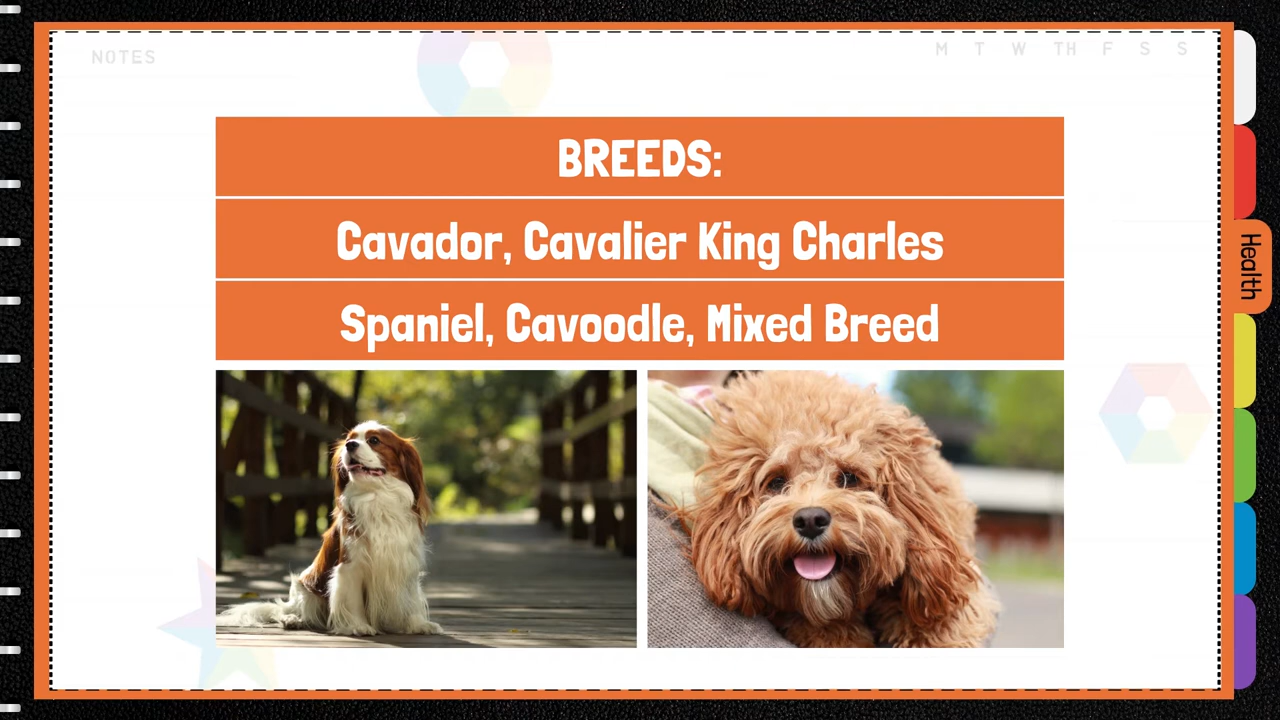 NOTES
M T W TH F S S
BREEDS:
Cavador, Cavalier King Charles
Spaniel, Cavoodle, Mixed Breed
Health